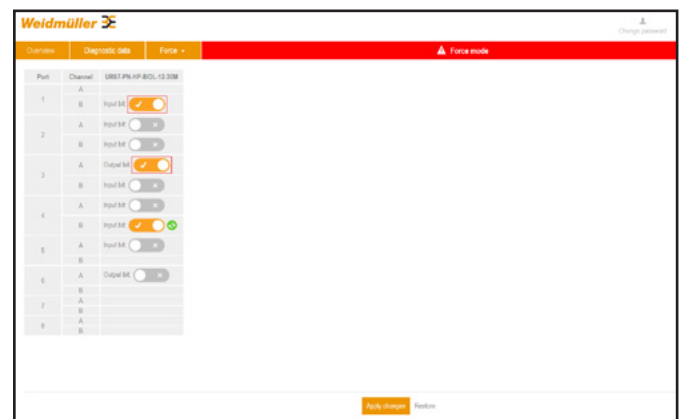 Weidmüller
Change password
Overview Diagnostic data Force
Force mode
Port Channel UR67-PN-HP-8IOL-12-30M
1 A
B Input bit
2 A Input bit
B Input bit
3 A Output bit
B Input bit
4 A Input bit
B Input bit
5 A Input bit
B
6 A Output bit
B
7 A
B
8 A
B
Apply changes Restore